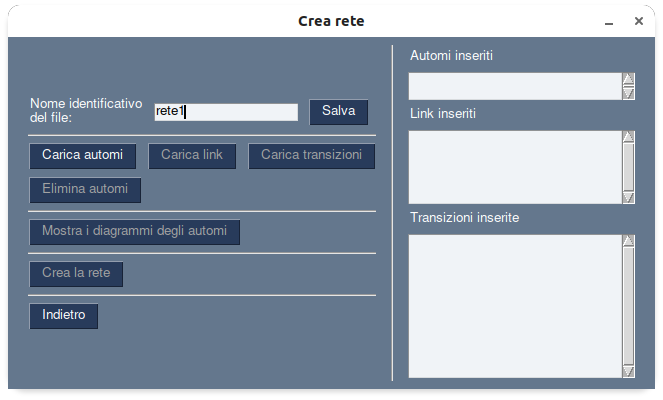 Crea rete
Nome identificativo
del file:
rete1
Salva
Carica automi
Carica link
Carica transizioni
Elimina automi
Mostra i diagrammi degli automi
Crea la rete
Indietro
Automi inseriti
Link inseriti
Transizioni inserite